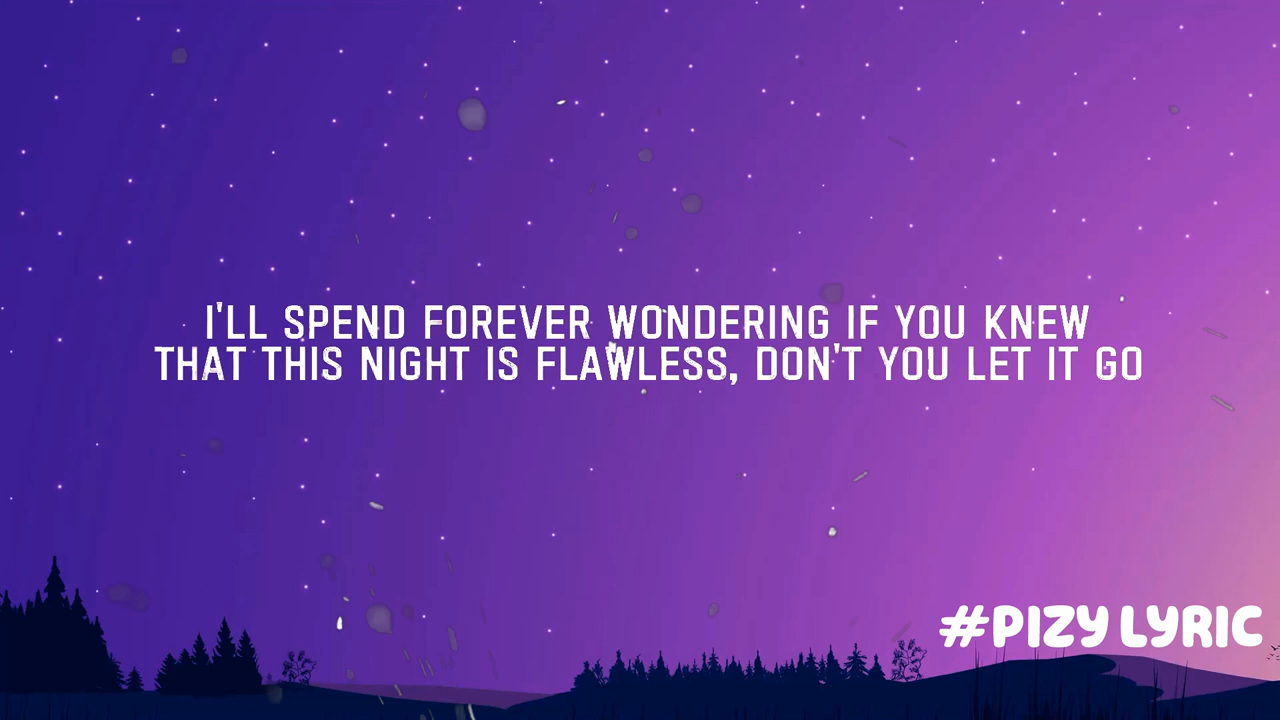 I'LL SPEND FOREVER WONDERING IF YOU KNEW
THAT THIS NIGHT IS FLAWLESS, DON'T YOU LET IT GO
#PIZY LYRIC